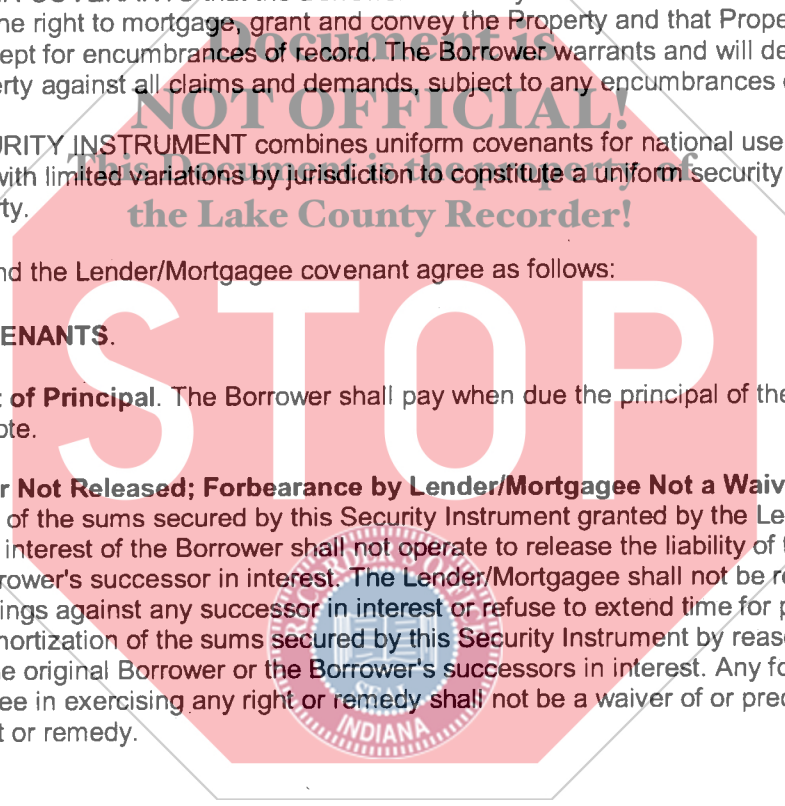 he right to mortgage, grant and convey the Property and that Prope
Document is
ept for encumbrances of record. The Borrower warrants and will de
rty against all claims and demands, subject to any encumbrances
NOT OFFICIAL!
URITY INSTRUMENT combines uniform covenants for national use
This Document is the property of
with limited variations by jurisdiction to constitute a uniform security
rty.
the Lake County Recorder!
nd the Lender/Mortgagee covenant agree as follows:
ENANTS.
STOP
t of Principal. The Borrower shall pay when due the principal of the
ote.
r Not Released; Forbearance by Lender/Mortgagee Not a Waiv
of the sums secured by this Security Instrument granted by the Le
interest of the Borrower shall not operate to release the liability of t
rrower's successor in interest. The Lender/Mortgagee shall not be r
ings against any successor in interest or refuse to extend time for p
mortization of the sums secured by this Security Instrument by reas
e original Borrower or the Borrower's successors in interest. Any fo
ee in exercising any right or remedy shall not be a waiver of or prec
t or remedy.
RECORDER'S OFFICE
SEAL
INDIANA